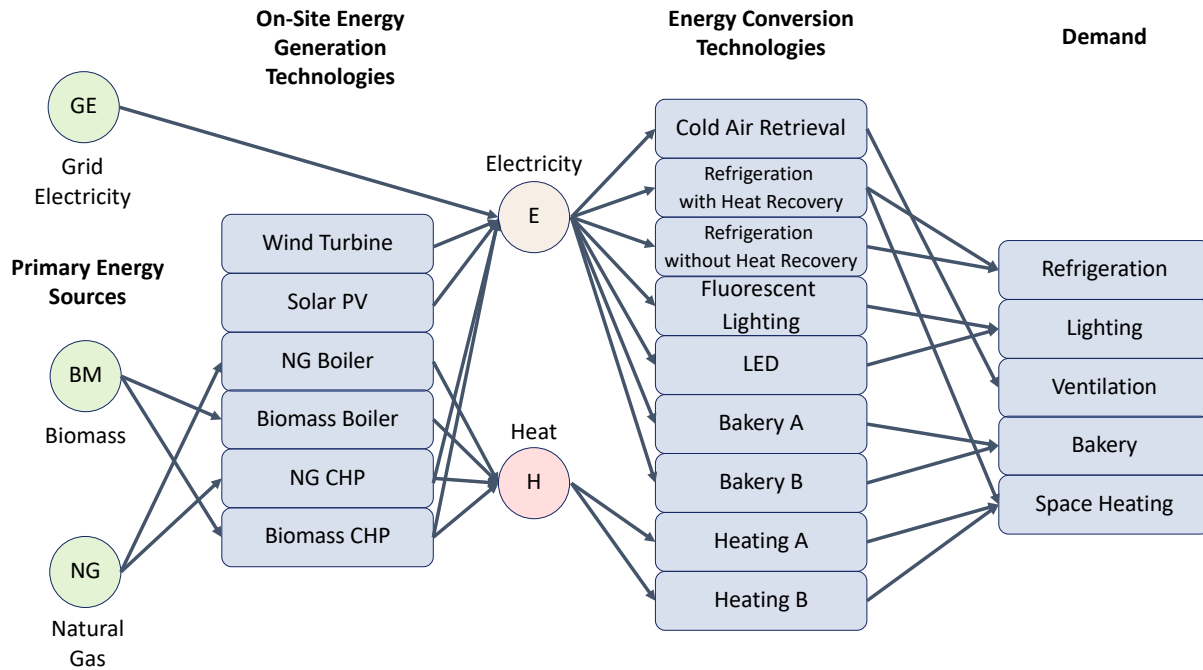 On-Site Energy
Generation
Technologies
Energy Conversion
Technologies
Demand
GE
Grid
Electricity
Primary Energy
Sources
BM
Biomass
NG
Natural
Gas
Wind Turbine
Solar PV
NG Boiler
Biomass Boiler
NG CHP
Biomass CHP
Electricity
E
Heat
H
Cold Air Retrieval
Refrigeration
with Heat Recovery
Refrigeration
without Heat Recovery
Fluorescent
Lighting
LED
Bakery A
Bakery B
Heating A
Heating B
Refrigeration
Lighting
Ventilation
Bakery
Space Heating